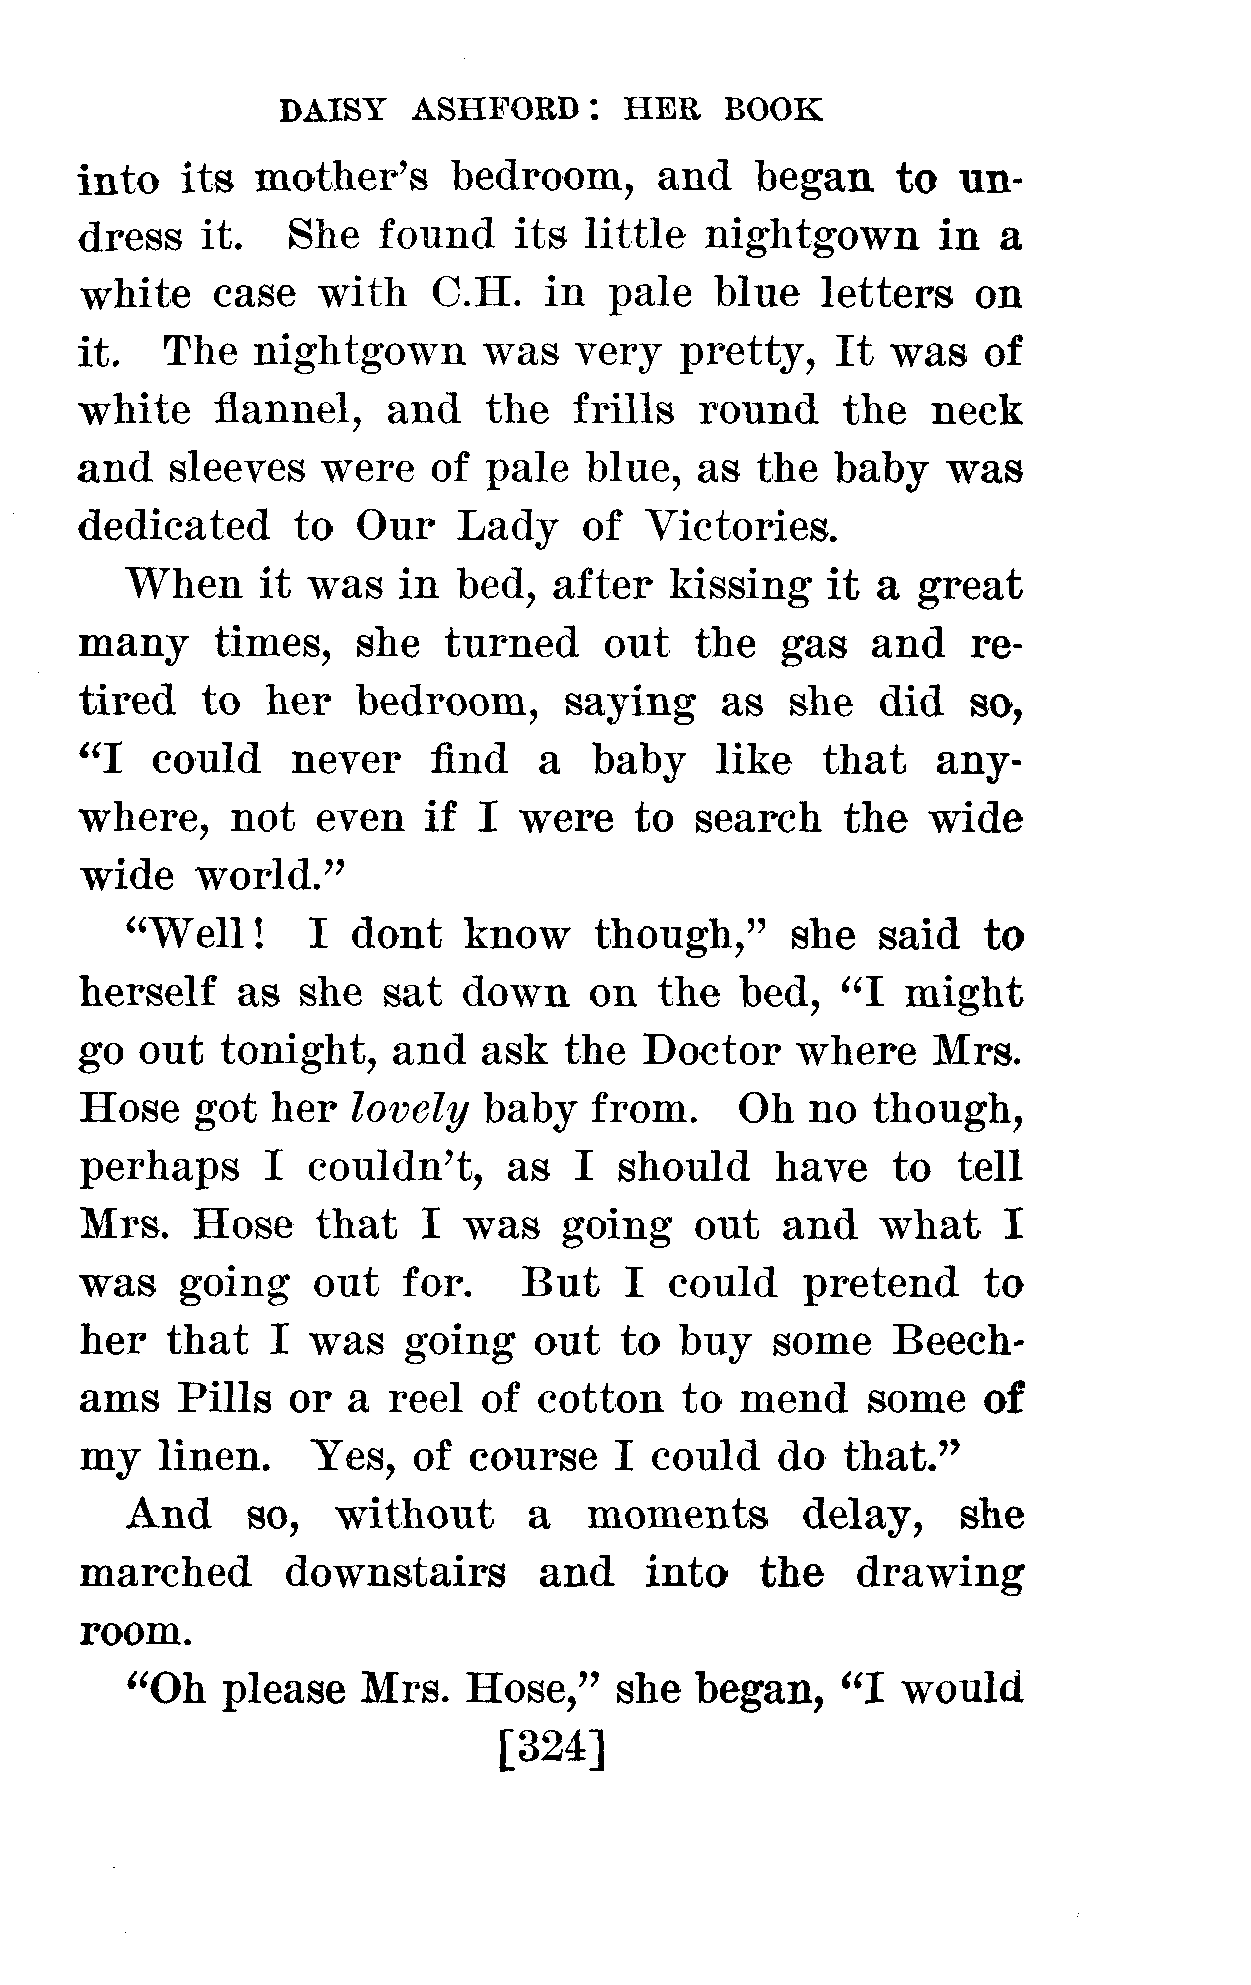 DAISY ASHFORD: HER BOOK
into its mother's bedroom, and began to un-
dress it. She found its little nightgown in a
white case with C.H. in pale blue letters on
it. The nightgown was very pretty, It was of
white flannel, and the frills round the neck
and sleeves were of pale blue, as the baby was
dedicated to Our Lady of Victories.
When it was in bed, after kissing it a great
many times, she turned out the gas and re-
tired to her bedroom, saying as she did so,
“I could never find a baby like that any-
where, not even if I were to search the wide
wide world.”
“Well! I dont know though,” she said to
herself as she sat down on the bed, “I might
go out tonight, and ask the Doctor where Mrs.
Hose got her lovely baby from. Oh no though,
perhaps I couldn't, as I should have to tell
Mrs. Hose that I was going out and what I
was going out for. But I could pretend to
her that I was going out to buy some Beech-
ams Pills or a reel of cotton to mend some of
my linen. Yes, of course I could do that.”
And so, without a moments delay, she
marched downstairs and into the drawing
room.
“Oh please Mrs. Hose,” she began, “I would
[324]